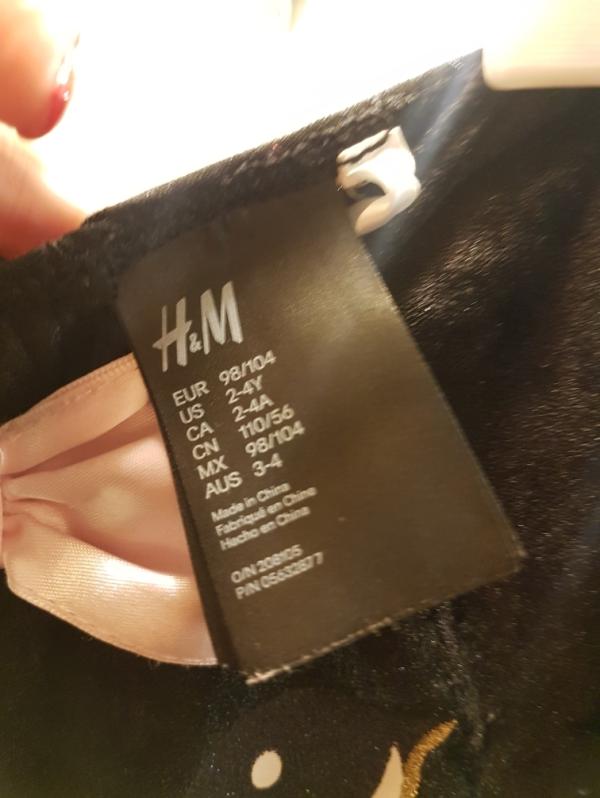 H&M
EUR 98/104
US 2-4Y
CA 2-4A
CN 110/56
MX 98/104
AUS 3-4
Made in China
Fabriqué en Chine
Hecho en China
O/N 208105
P/N 05632877